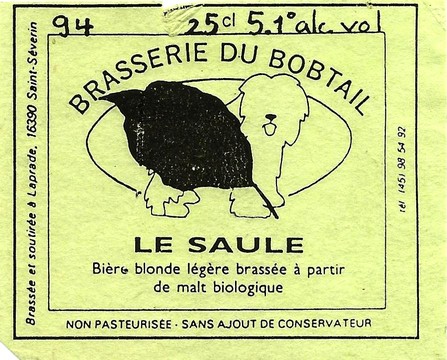 94 25cl 5.1° alc. vol
BRASSERIE DU BOBTAIL
LE SAULE
Bière blonde légère brassée à partir
de malt biologique
NON PASTEURISÉE - SANS AJOUT DE CONSERVATEUR
Brassée et soutirée à Laprade, 16390 Saint-Séverin
tél (45) 98 54 92